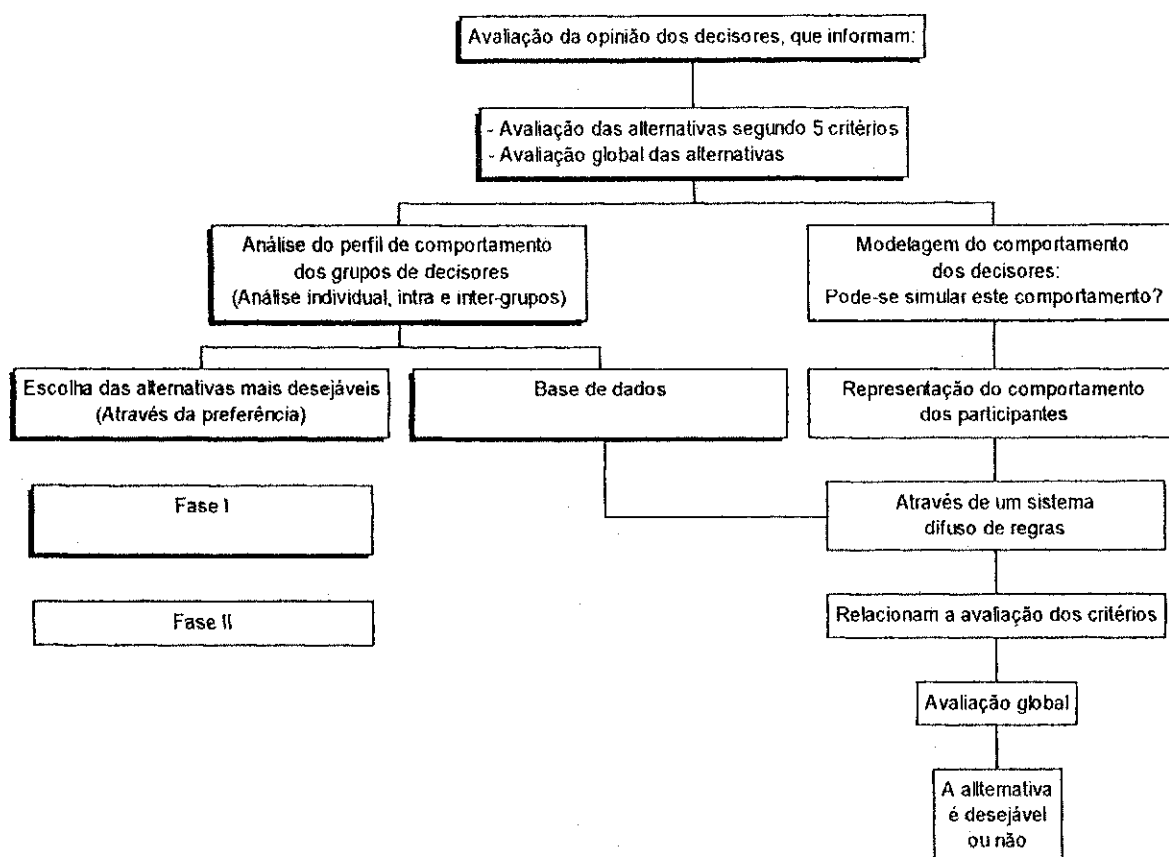 Avaliação da opinião dos decisores, que informam:
- Avaliação das alternativas segundo 5 critérios
- Avaliação global das alternativas
Análise do perfil de comportamento
dos grupos de decisores
(Análise individual, intra e inter-grupos)
Modelagem do comportamento
dos decisores:
Pode-se simular este comportamento?
Escolha das alternativas mais desejáveis
(Através da preferência)
Base de dados
Representação do comportamento
dos participantes
Fase I
Através de um sistema
difuso de regras
Fase II
Relacionam a avaliação dos critérios
Avaliação global
A allternativa
é desejável
ou não